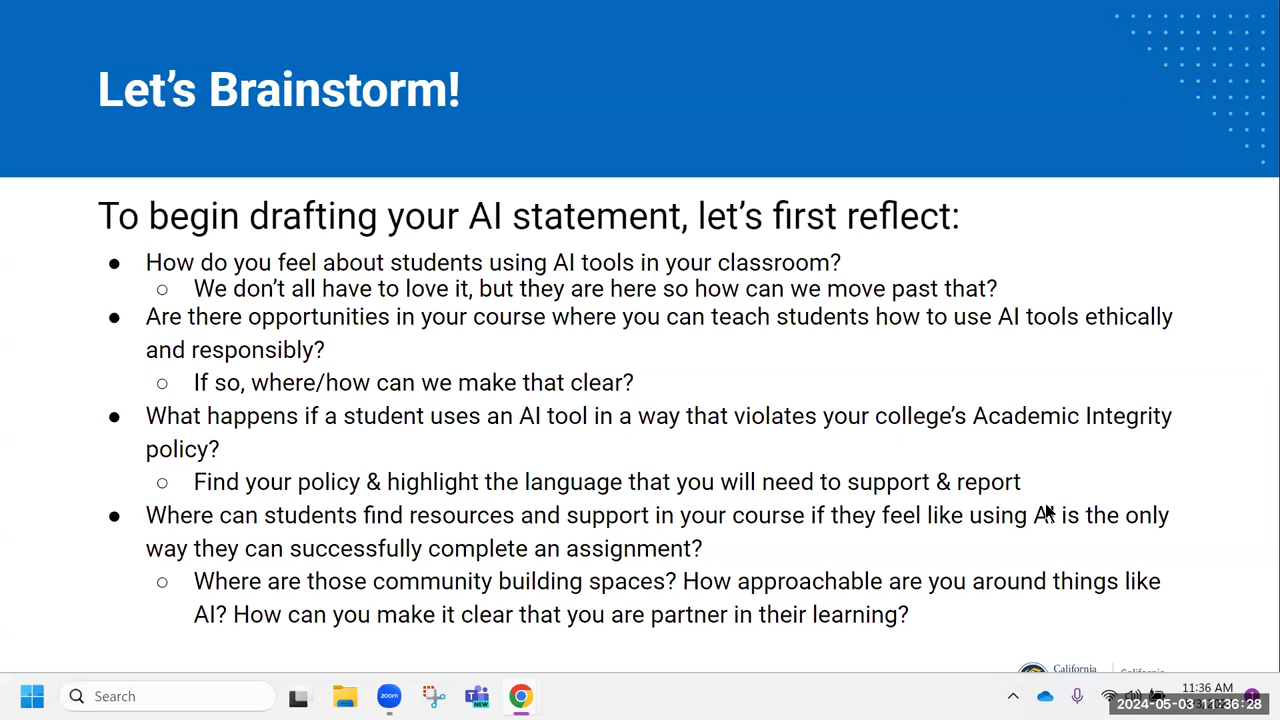 Let's Brainstorm!
To begin drafting your AI statement, let's first reflect:
● How do you feel about students using AI tools in your classroom?
○ We don't all have to love it, but they are here so how can we move past that?
● Are there opportunities in your course where you can teach students how to use AI tools ethically
and responsibly?
○ If so, where/how can we make that clear?
● What happens if a student uses an AI tool in a way that violates your college's Academic Integrity
policy?
○ Find your policy & highlight the language that you will need to support & report
● Where can students find resources and support in your course if they feel like using AI is the only
way they can successfully complete an assignment?
○ Where are those community building spaces? How approachable are you around things like
AI? How can you make it clear that you are partner in their learning?
California
Search
zoom
NEW
11:36 AM
2024-05-03 11:36:28